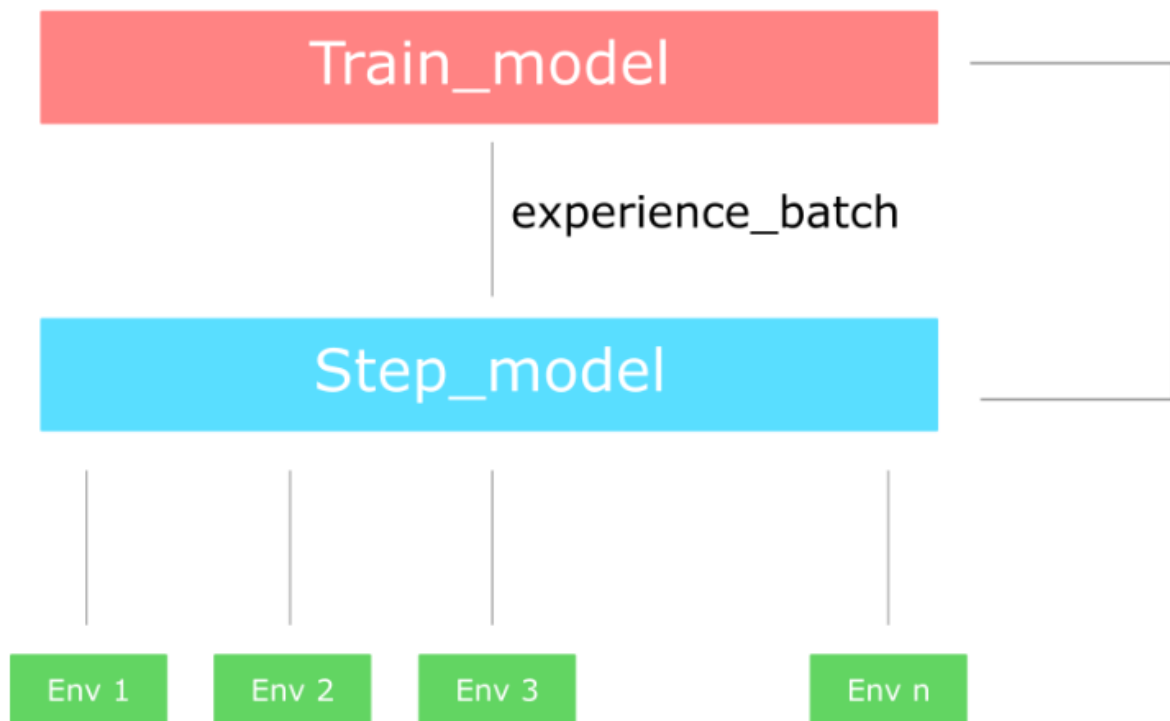 Train_model
experience_batch
Step_model
Env 1
Env 2
Env 3
Env n